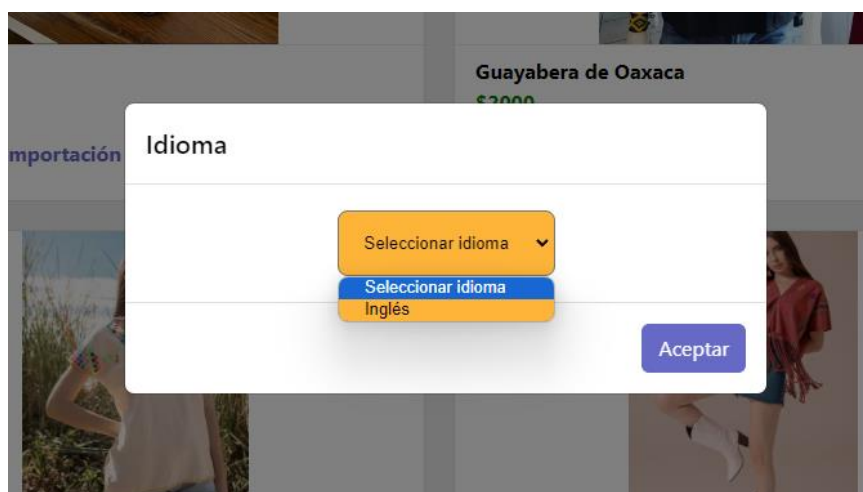 Guayabera de Oaxaca
$2000
mportación
Idioma
Seleccionar idioma
Seleccionar idioma
Inglés
Aceptar